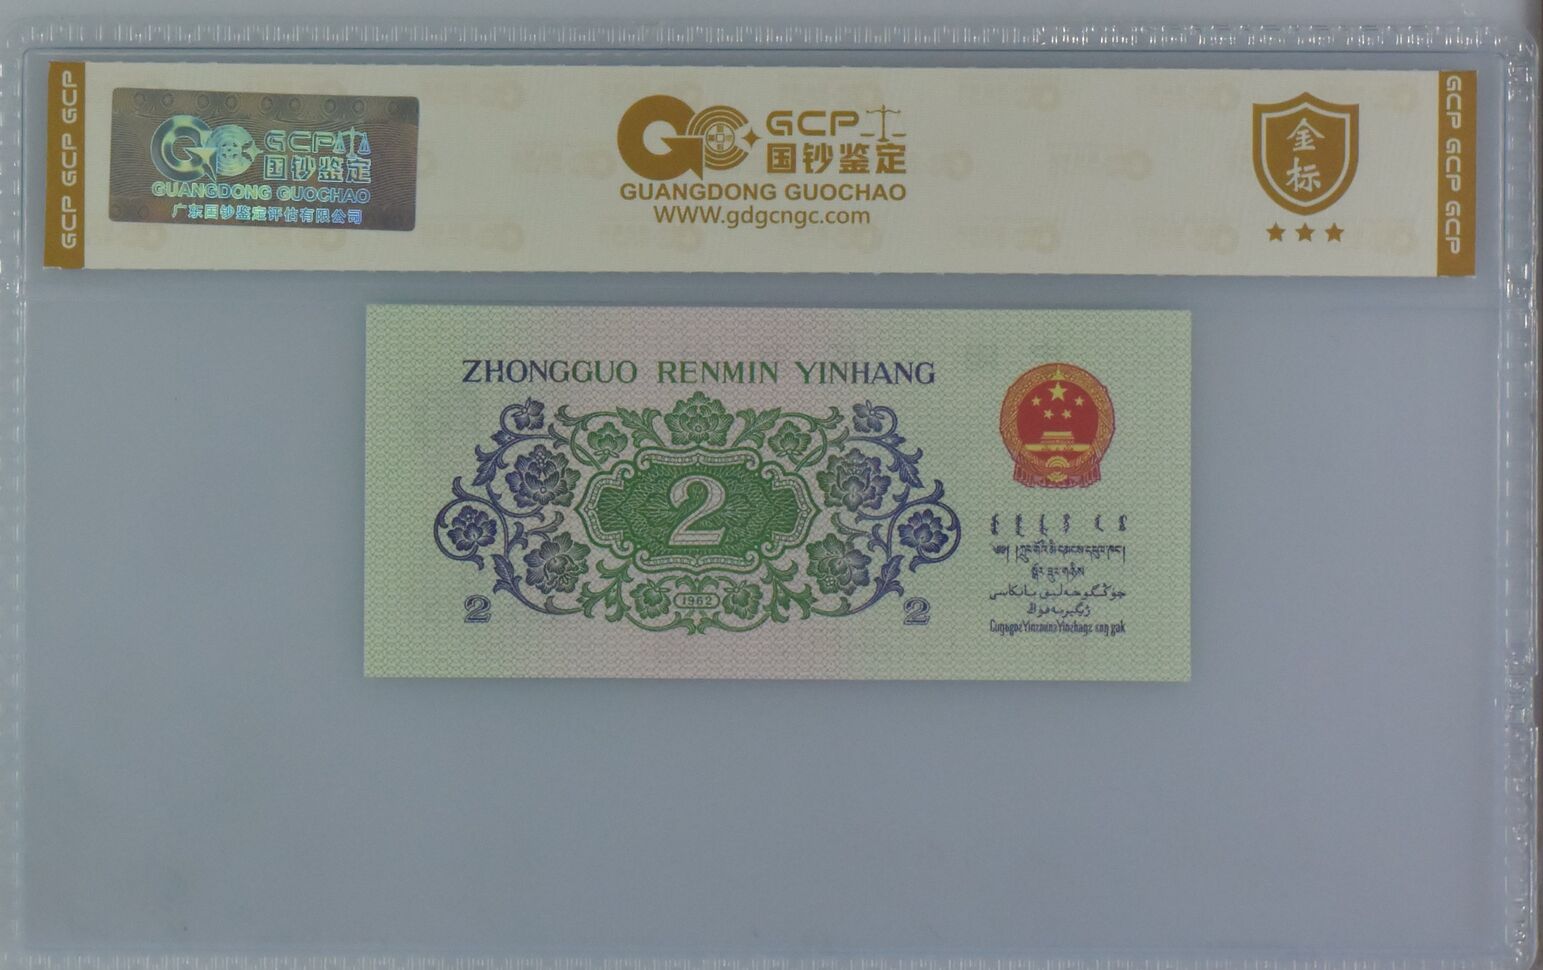 GCP GCP GCP
GCP
国钞鉴定
GUANGDONG GUOCHAO
广东国钞鉴定评估有限公司
GCP
国钞鉴定
GUANGDONG GUOCHAO
WWW.gdgcngc.com
金
标
GCP GCP GCP
ZHONGGUO RENMIN YINHANG
2
1962
2
2